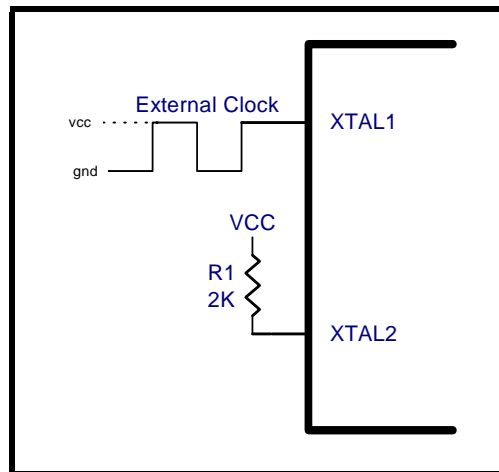 External Clock
vcc
XTAL1
gnd
VCC
R1
2K
XTAL2